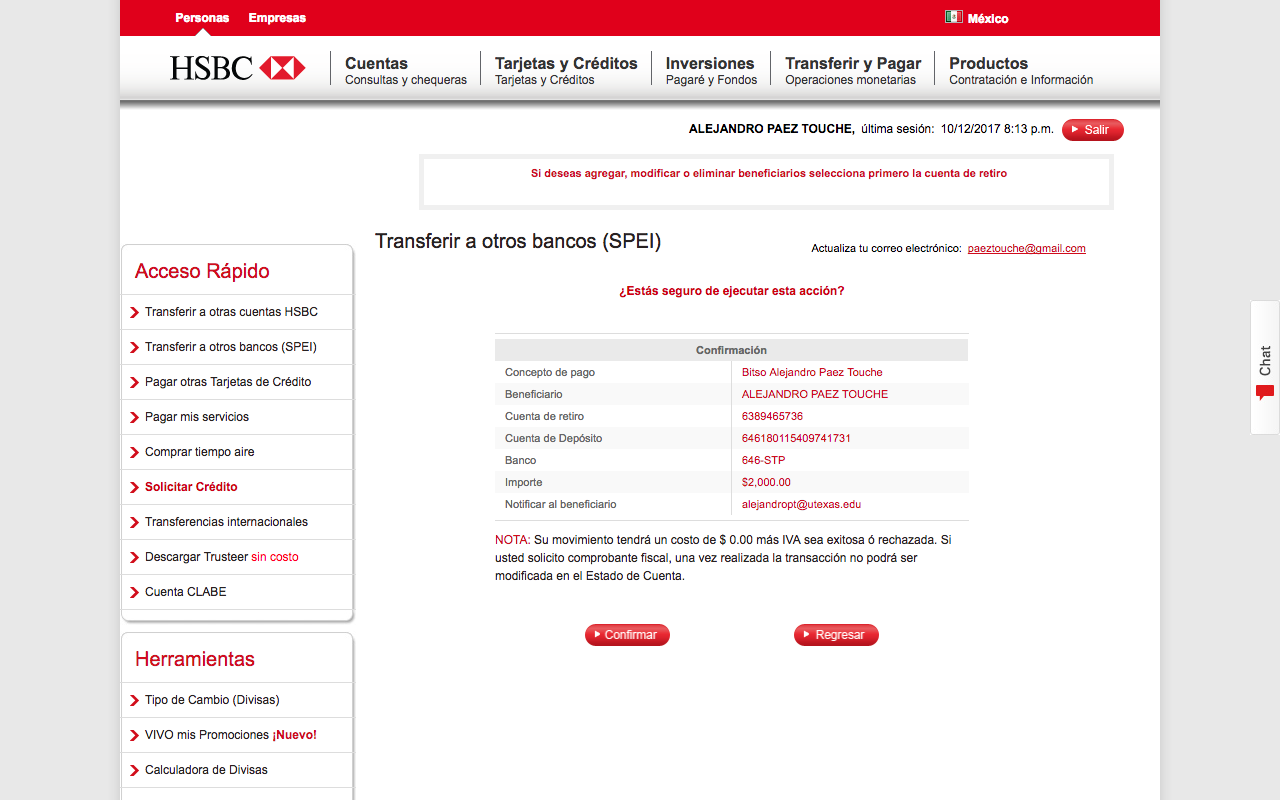 Personas Empresas México
HSBC
Cuentas
Consultas y chequeras
Tarjetas y Créditos
Tarjetas y Créditos
Inversiones
Pagaré y Fondos
Transferir y Pagar
Operaciones monetarias
Productos
Contratación e Información
ALEJANDRO PAEZ TOUCHE, última sesión: 10/12/2017 8:13 p.m. Salir
Si deseas agregar, modificar o eliminar beneficiarios selecciona primero la cuenta de retiro
Transferir a otros bancos (SPEI)
Actualiza tu correo electrónico: paeztouche@gmail.com
¿Estás seguro de ejecutar esta acción?
Confirmación
Concepto de pago Bitso Alejandro Paez Touche
Beneficiario ALEJANDRO PAEZ TOUCHE
Cuenta de retiro 6389465736
Cuenta de Depósito 646180115409741731
Banco 646-STP
Importe $2,000.00
Notificar al beneficiario alejandropt@utexas.edu
NOTA: Su movimiento tendrá un costo de $ 0.00 más IVA sea exitosa ó rechazada. Si
usted solicito comprobante fiscal, una vez realizada la transacción no podrá ser
modificada en el Estado de Cuenta.
Confirmar Regresar
Acceso Rápido
Transferir a otras cuentas HSBC
Transferir a otros bancos (SPEI)
Pagar otras Tarjetas de Crédito
Pagar mis servicios
Comprar tiempo aire
Solicitar Crédito
Transferencias internacionales
Descargar Trusteer sin costo
Cuenta CLABE
Herramientas
Tipo de Cambio (Divisas)
VIVO mis Promociones ¡Nuevo!
Calculadora de Divisas
Chat